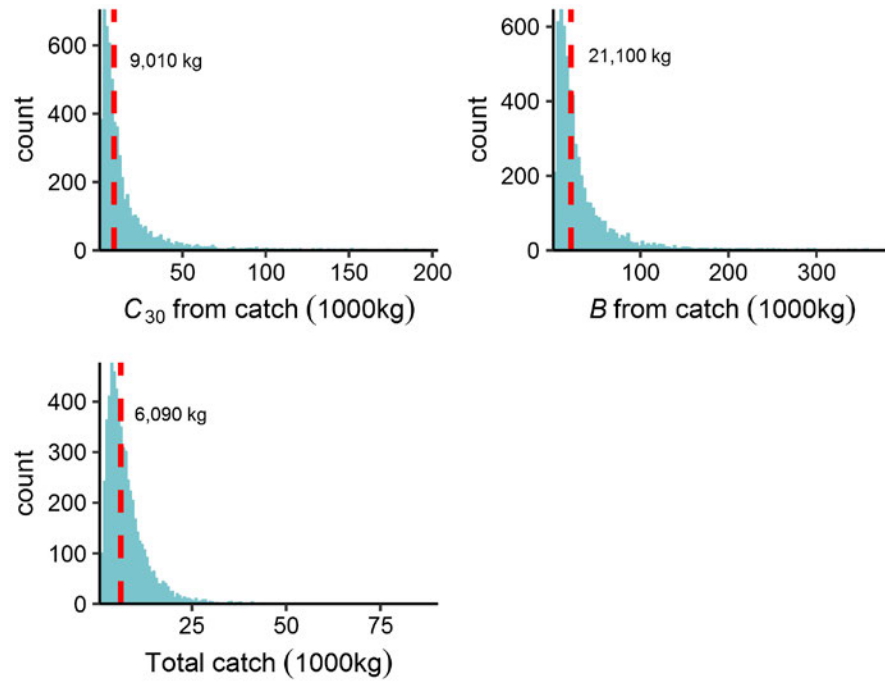 600
400
200
0
count
9,010 kg
50 100 150 200
C₃₀ from catch (1000kg)
600
400
200
0
count
21,100 kg
100 200 300
B from catch (1000kg)
400
300
200
100
0
count
6,090 kg
25 50 75
Total catch (1000kg)